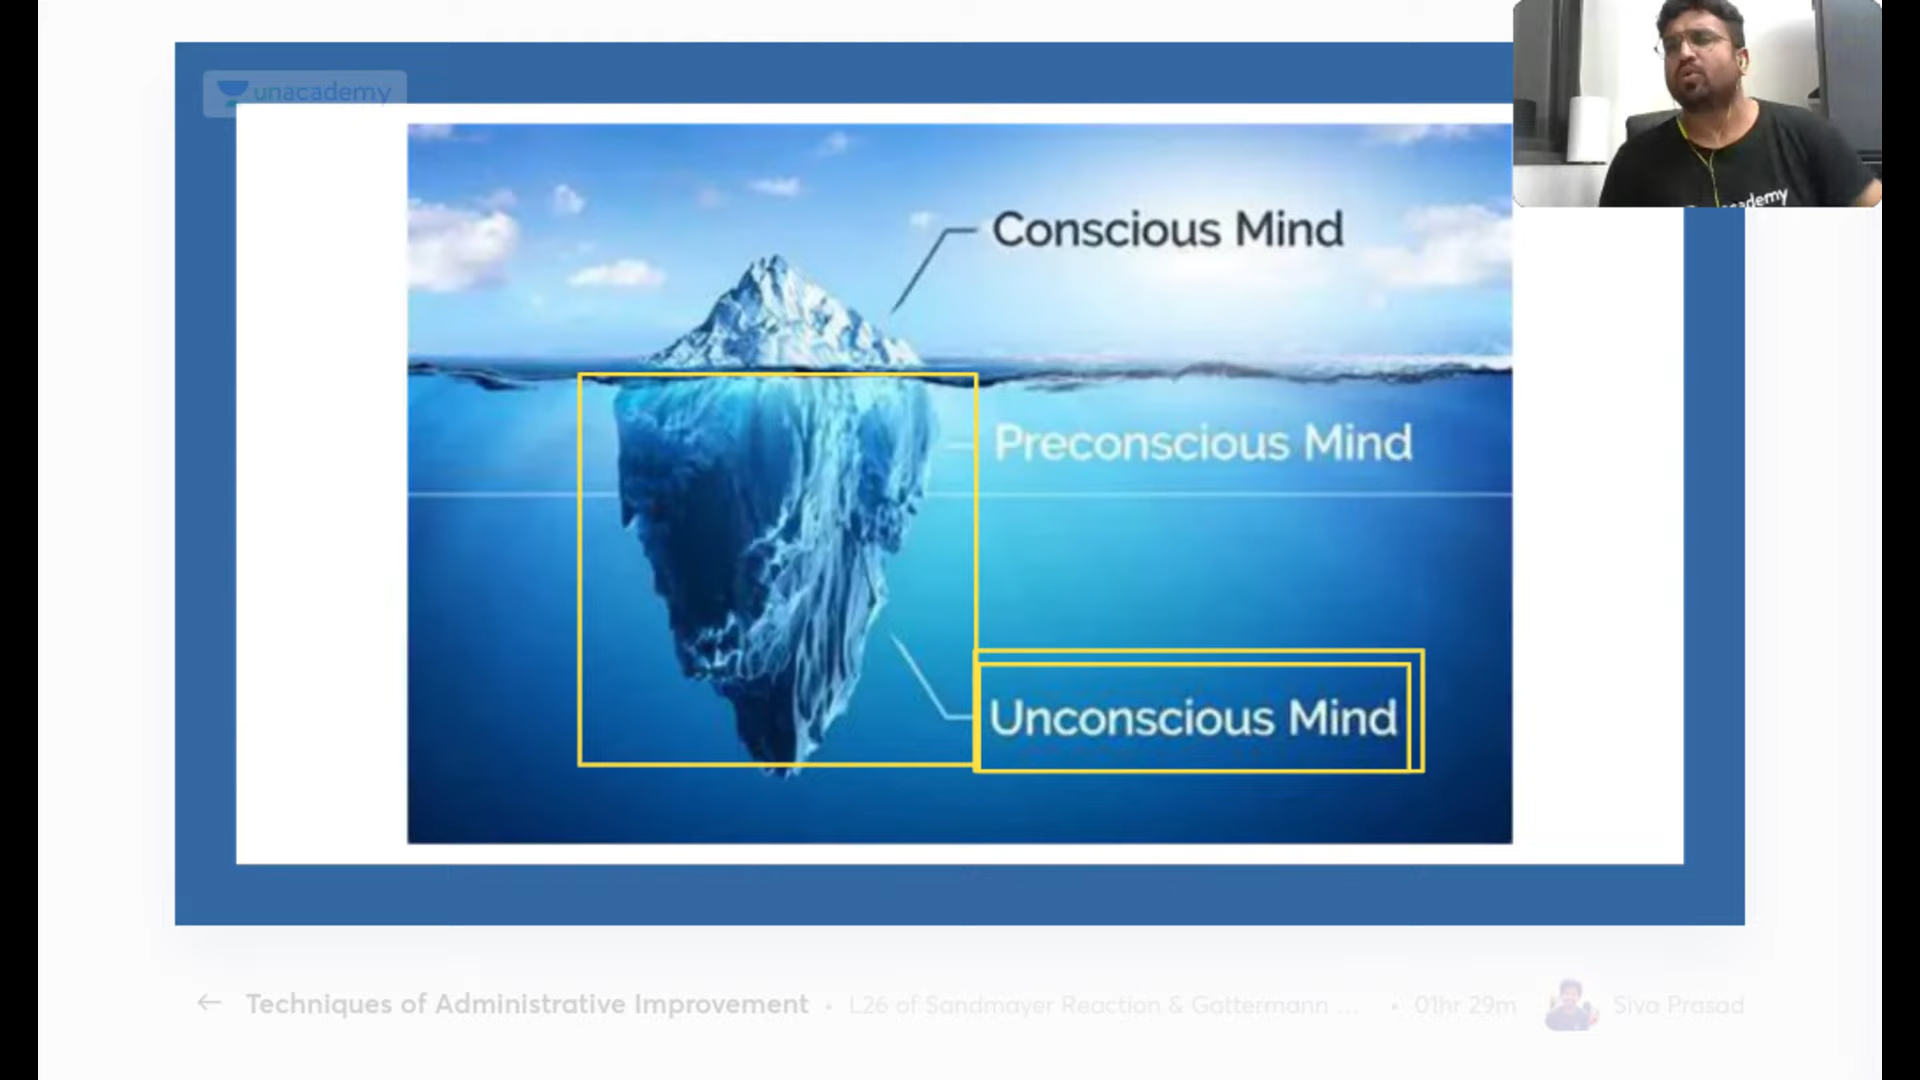 unacademy
Conscious Mind
Preconscious Mind
Unconscious Mind
Techniques of Administrative Improvement • L26 of Sandmayer Reaction & Gattermann ... • 01hr 29m Siva Prasad